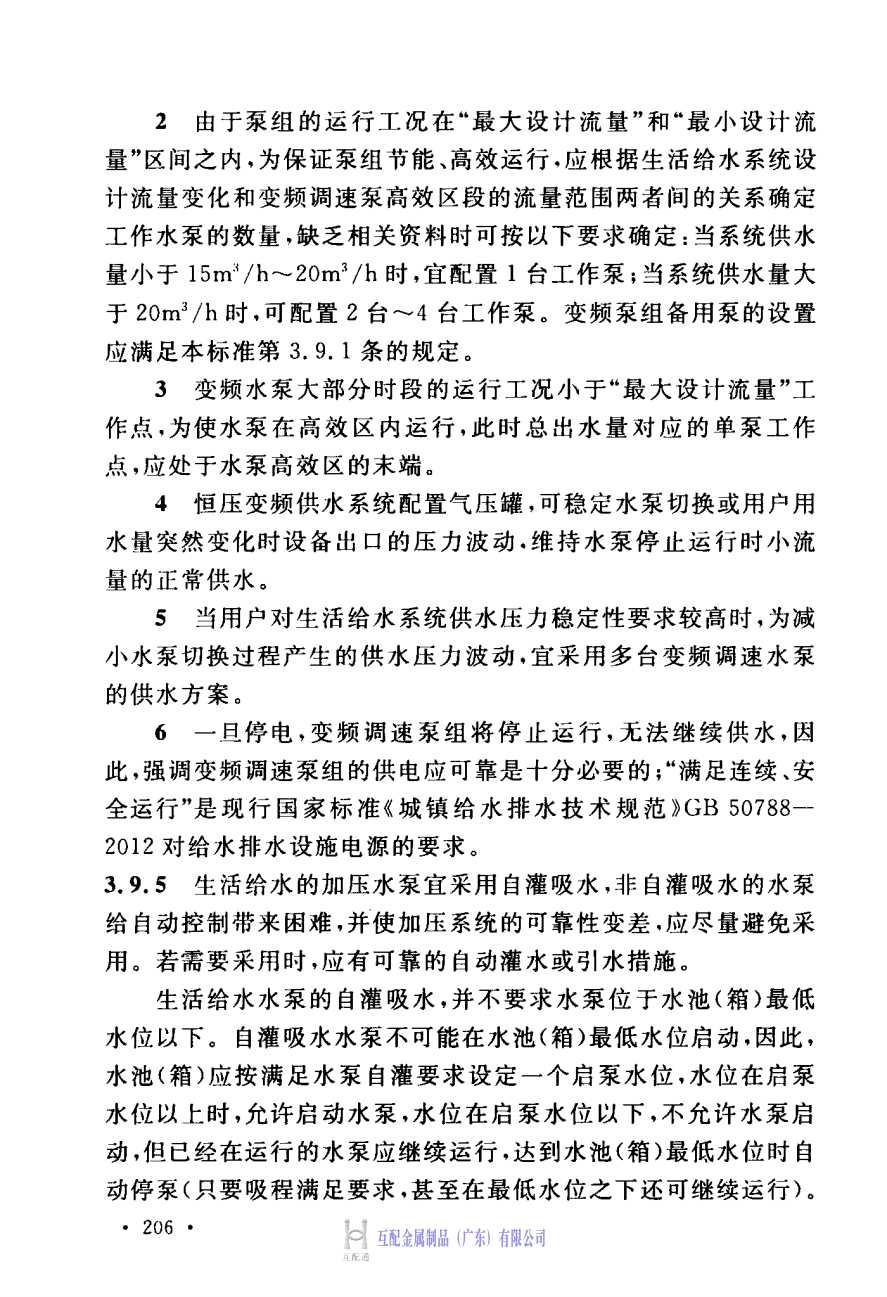 2 由于泵组的运行工况在“最大设计流量”和“最小设计流
量”区间之内,为保证泵组节能、高效运行,应根据生活给水系统设
计流量变化和变频调速泵高效区段的流量范围两者间的关系确定
工作水泵的数量,缺乏相关资料时可按以下要求确定:当系统供水
量小于 15m³/h～20m³/h 时,宜配置 1 台工作泵;当系统供水量大
于 20m³/h 时,可配置 2 台～4 台工作泵。变频泵组备用泵的设置
应满足本标准第 3.9.1 条的规定。
3 变频水泵大部分时段的运行工况小于“最大设计流量”工
作点,为使水泵在高效区内运行,此时总出水量对应的单泵工作
点,应处于水泵高效区的末端。
4 恒压变频供水系统配置气压罐,可稳定水泵切换或用户用
水量突然变化时设备出口的压力波动,维持水泵停止运行时小流
量的正常供水。
5 当用户对生活给水系统供水压力稳定性要求较高时,为减
小水泵切换过程产生的供水压力波动,宜采用多台变频调速水泵
的供水方案。
6 一旦停电,变频调速泵组将停止运行,无法继续供水,因
此,强调变频调速泵组的供电应可靠是十分必要的;“满足连续、安
全运行”是现行国家标准《城镇给水排水技术规范》GB 50788—
2012 对给水排水设施电源的要求。
3.9.5 生活给水的加压水泵宜采用自灌吸水,非自灌吸水的水泵
给自动控制带来困难,并使加压系统的可靠性变差,应尽量避免采
用。若需要采用时,应有可靠的自动灌水或引水措施。
生活给水水泵的自灌吸水,并不要求水泵位于水池(箱)最低
水位以下。自灌吸水水泵不可能在水池(箱)最低水位启动,因此,
水池(箱)应按满足水泵自灌要求设定一个启泵水位,水位在启泵
水位以上时,允许启动水泵,水位在启泵水位以下,不允许水泵启
动,但已经在运行的水泵应继续运行,达到水池(箱)最低水位时自
动停泵(只要吸程满足要求,甚至在最低水位之下还可继续运行)。
· 206 ·
互配通
互配金属制品（广东）有限公司